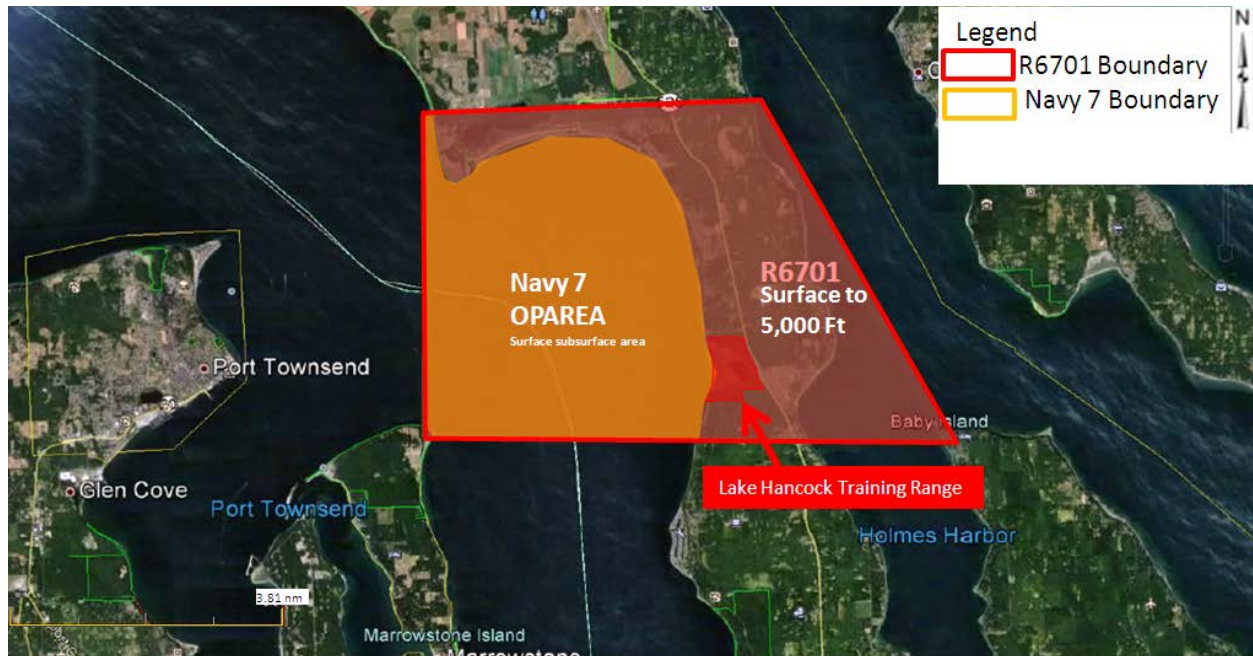 Legend
R6701 Boundary
Navy 7 Boundary
N
R6701
Surface to
5,000 Ft
Navy 7
OPAREA
Surface subsurface area
Port Townsend
Baby Island
Lake Hancock Training Range
Glen Cove
Port Townsend
Holmes Harbor
3.81 nm
Marrowstone Island
Marrowstone